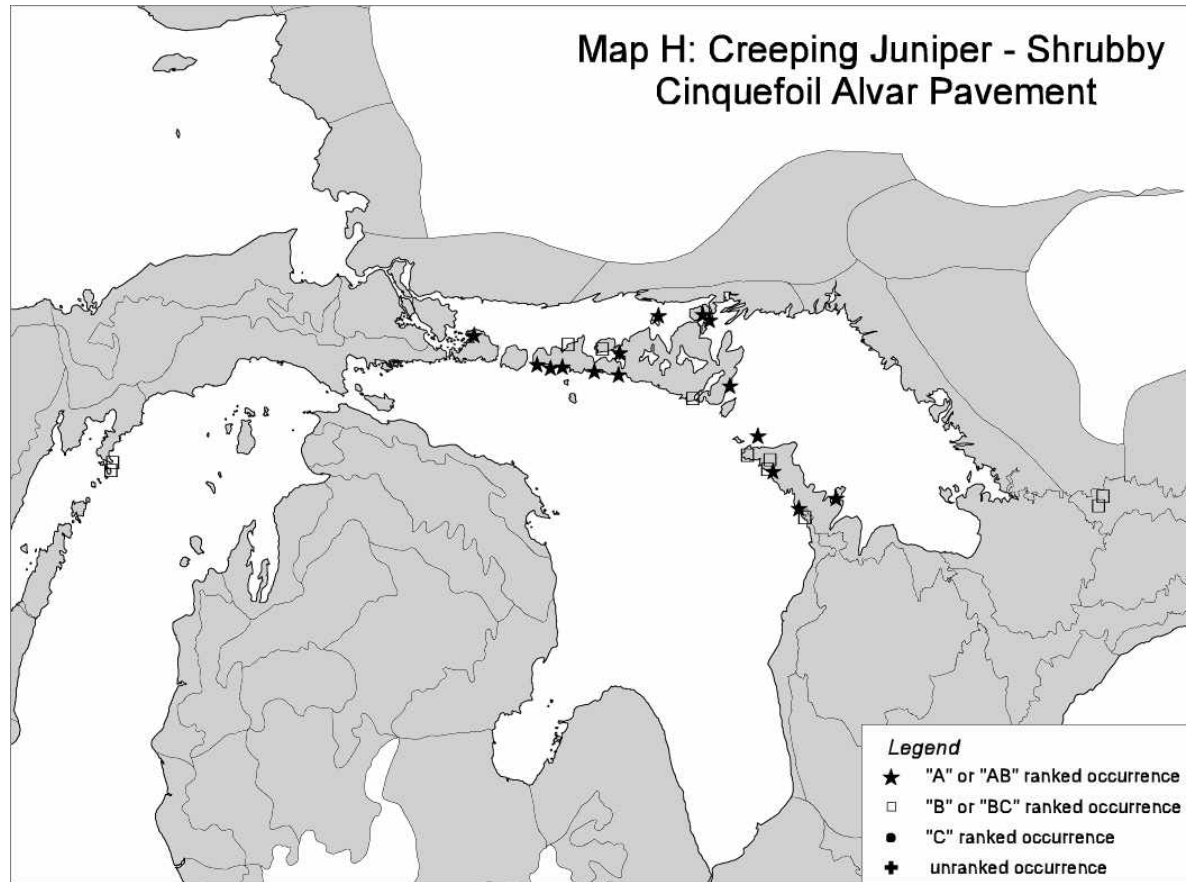 Map H: Creeping Juniper - Shrubby
Cinquefoil Alvar Pavement
Legend
"A" or "AB" ranked occurrence
"B" or "BC" ranked occurrence
"C" ranked occurrence
unranked occurrence